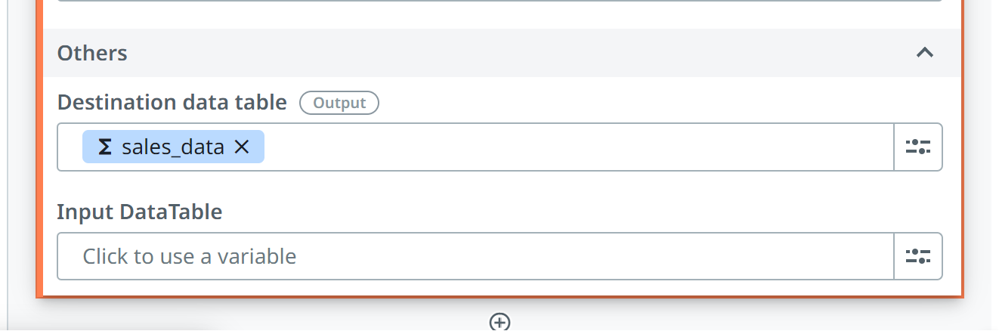 Others
Destination data table Output
Σ sales_data ×
Input DataTable
Click to use a variable